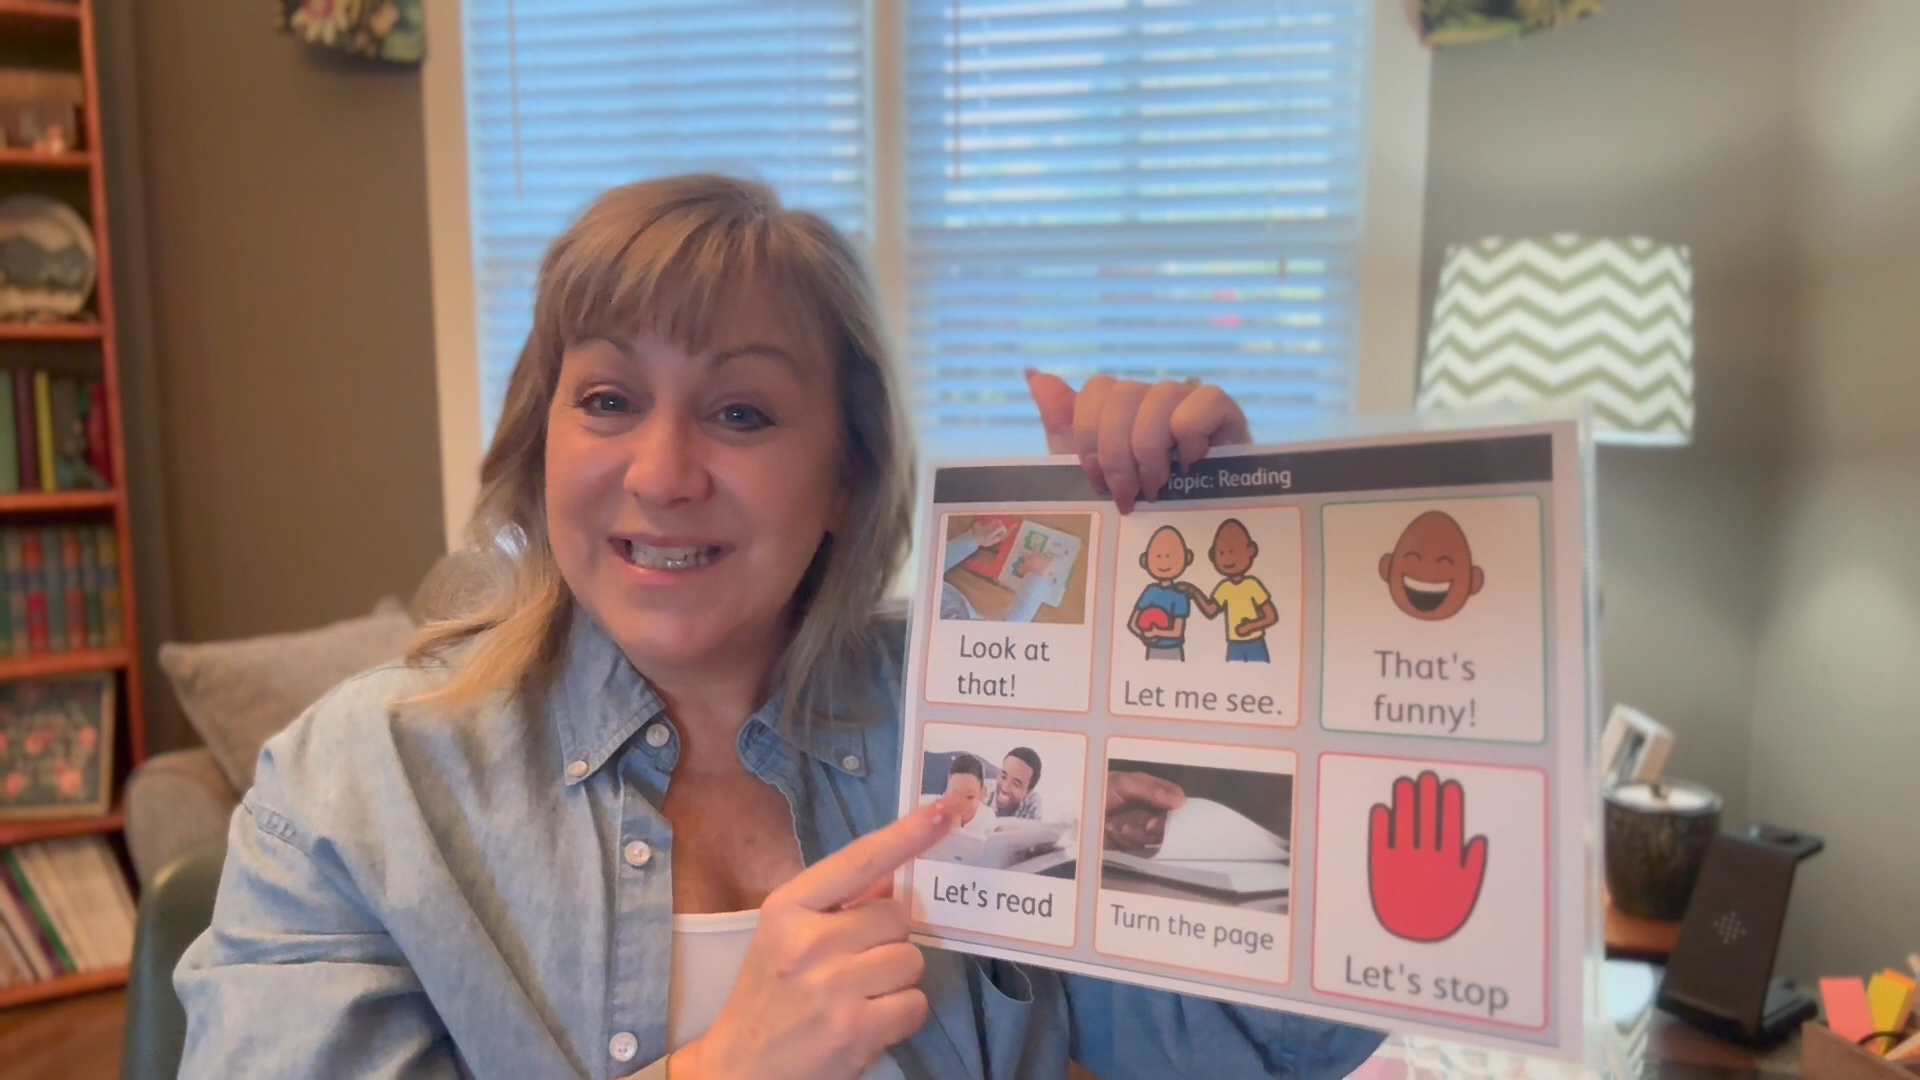 Topic: Reading
Look at
that!
Let me see.
That's
funny!
Let's read
Turn the page
Let's stop